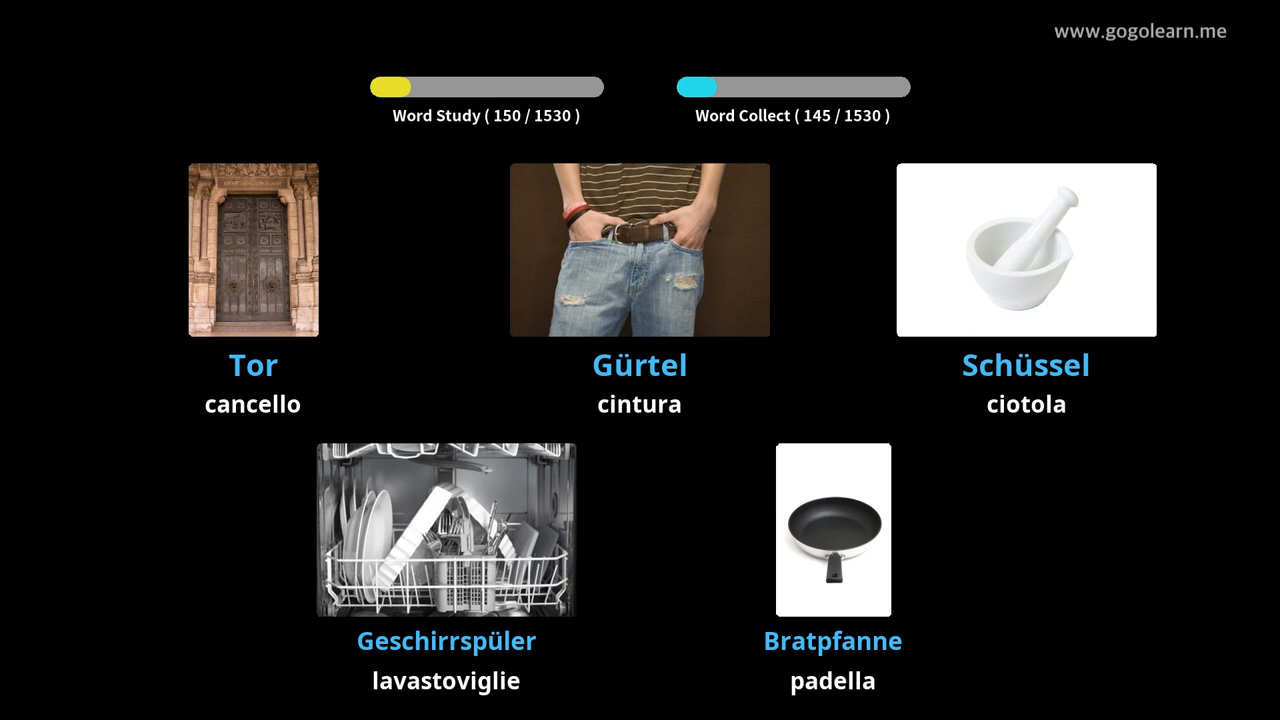 www.gogolearn.me
Word Study ( 150 / 1530 )
Word Collect ( 145 / 1530 )
Tor
cancello
Gürtel
cintura
Schüssel
ciotola
Geschirrspüler
lavastoviglie
Bratpfanne
padella